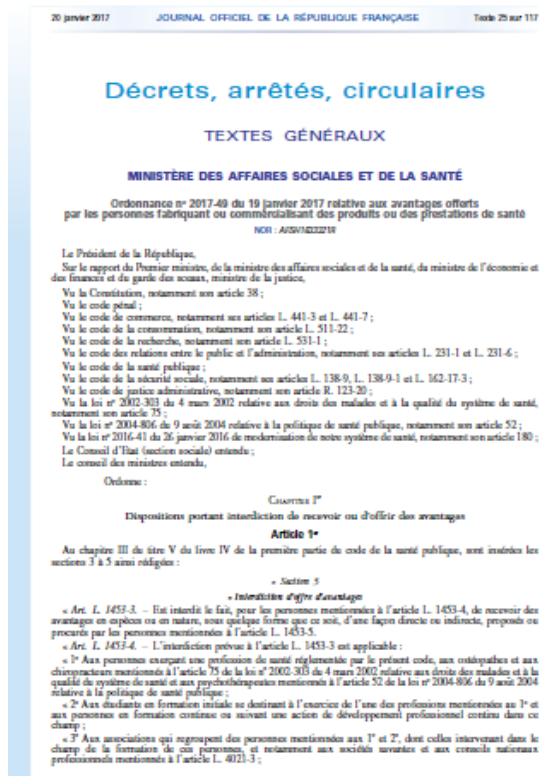 20 janvier 2017 JOURNAL OFFICIEL DE LA RÉPUBLIQUE FRANÇAISE Texte 25 sur 117
Décrets, arrêtés, circulaires
TEXTES GÉNÉRAUX
MINISTÈRE DES AFFAIRES SOCIALES ET DE LA SANTÉ
Ordonnance nº 2017-49 du 19 janvier 2017 relative aux avantages offerts
par les personnes fabriquant ou commercialisant des produits ou des prestations de santé
NOR :
Le Président de la République,
Sur le rapport du Premier ministre, de la ministre des affaires sociales et de la santé, du ministre de l'économie et
des finances et du garde des sceaux, ministre de la justice,
Vu la Constitution, notamment son article 38 ;
Vu le code pénal ;
Vu le code de commerce, notamment ses articles L. 441-3 et L. 441-7 ;
Vu le code de la consommation, notamment son article L. 511-22 ;
Vu le code de la recherche, notamment son article L. 531-1 ;
Vu le code des relations entre le public et l'administration, notamment ses articles L. 231-1 et L. 231-6 ;
Vu le code de la santé publique ;
Vu le code de la sécurité sociale, notamment ses articles L. 138-9, L. 138-9-1 et L. 162-17-3 ;
Vu le code de justice administrative, notamment son article R. 123-20 ;
Vu la loi nº 2002-303 du 4 mars 2002 relative aux droits des malades et à la qualité du système de santé,
notamment son article 75 ;
Vu la loi nº 2004-806 du 9 août 2004 relative à la politique de santé publique, notamment son article 52 ;
Vu la loi nº 2016-41 du 26 janvier 2016 de modernisation de notre système de santé, notamment son article 180 ;
Le Conseil d'Etat (section sociale) entendu ;
Le conseil des ministres entendu,
Ordonne :
CHAPITRE Ier
Dispositions portant interdiction de recevoir ou d'offrir des avantages
Article 1er
Au chapitre III du titre V du livre IV de la première partie du code de la santé publique, sont insérées les
sections 3 à 5 ainsi rédigées :
« Section 3
« Interdiction d'offre d'avantages
« Art. L. 1453-3. – Est interdit le fait, pour les personnes mentionnées à l'article L. 1453-4, de recevoir des
avantages en espèces ou en nature, sous quelque forme que ce soit, d'une façon directe ou indirecte, proposés ou
procurés par les personnes mentionnées à l'article L. 1453-5.
« Art. L. 1453-4. – L'interdiction prévue à l'article L. 1453-3 est applicable :
« 1º Aux personnes exerçant une profession de santé réglementée par le présent code, aux ostéopathes et aux
chiropracteurs mentionnés à l'article 75 de la loi nº 2002-303 du 4 mars 2002 relative aux droits des malades et à la
qualité du système de santé et aux psychothérapeutes mentionnés à l'article 52 de la loi nº 2004-806 du 9 août 2004
relative à la politique de santé publique ;
« 2º Aux étudiants en formation initiale se destinant à l'exercice de l'une des professions mentionnées au 1º et
aux personnes en formation continue ou suivant une action de développement professionnel continu dans ce
champ ;
« 3º Aux associations qui regroupent des personnes mentionnées aux 1º et 2º, dont celles intervenant dans le
champ de la formation de ces personnes, et notamment aux sociétés savantes et aux conseils nationaux
professionnels mentionnés à l'article L. 4021-3 ;